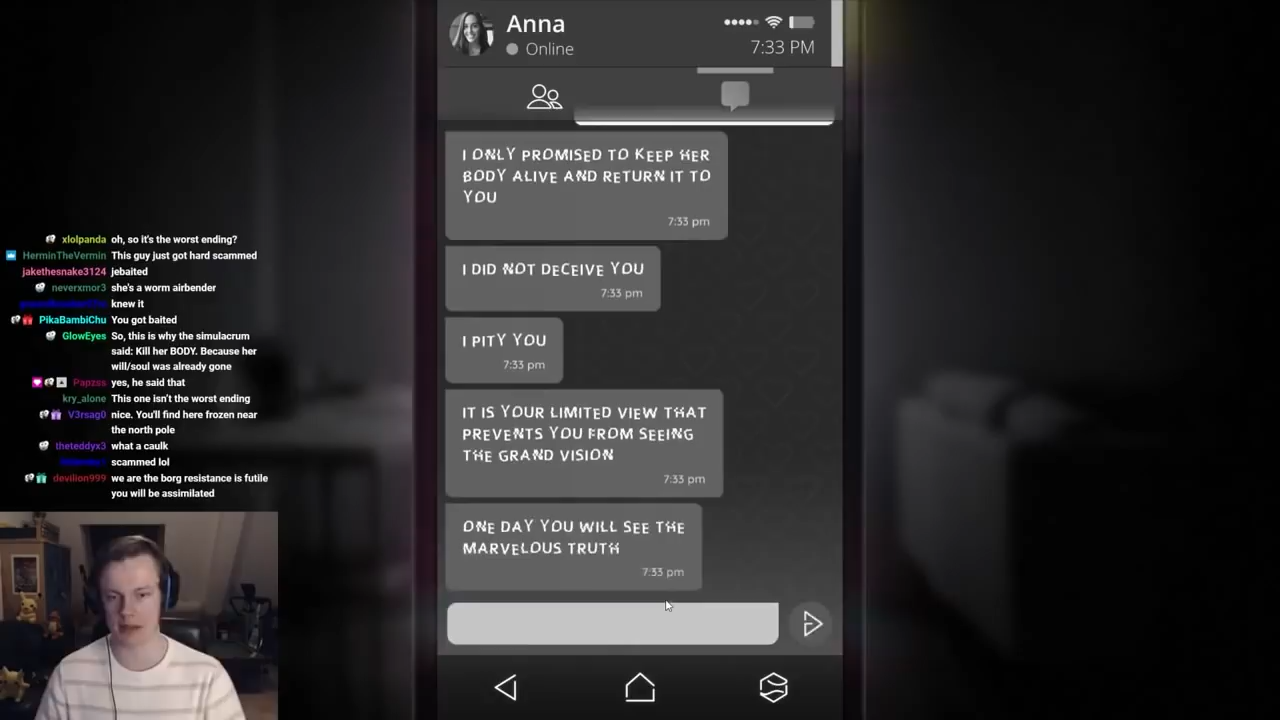 Anna
Online
7:33 PM
I ONLY PROMISED TO KEEP HER
BODY ALIVE AND RETURN IT TO
YOU
7:33 pm
I DID NOT DECEIVE YOU
7:33 pm
I PITY YOU
7:33 pm
IT IS YOUR LIMITED VIEW THAT
PREVENTS YOU FROM SEEING
THE GRAND VISION
7:33 pm
ONE DAY YOU WILL SEE THE
MARVELOUS TRUTH
7:33 pm
xlolpanda oh, so it's the worst ending?
HerminTheVermin This guy just got hard scammed
jakethesnake3124 jebaited
neverxmor3 she's a worm airbender
knew it
PikaBambiChu You got baited
GlowEyes So, this is why the simulacrum
said: Kill her BODY. Because her
will/soul was already gone
Papzes yes, he said that
kry_alone This one isn't the worst ending
V3rsag0 nice. You'll find here frozen near
the north pole
theteddyx3 what a caulk
scammed lol
devilion999 we are the borg resistance is futile
you will be assimilated